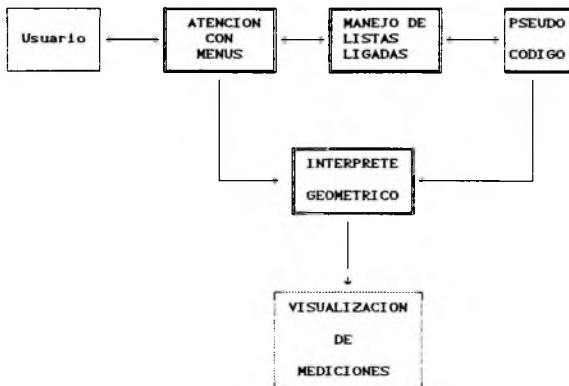 Usuario
ATENCION
CON
MENUS
MANEJO DE
LISTAS
LIGADAS
PSEUDO
CODIGO
INTERPRETE
GEOMETRICO
VISUALIZACION
DE
MEDICIONES